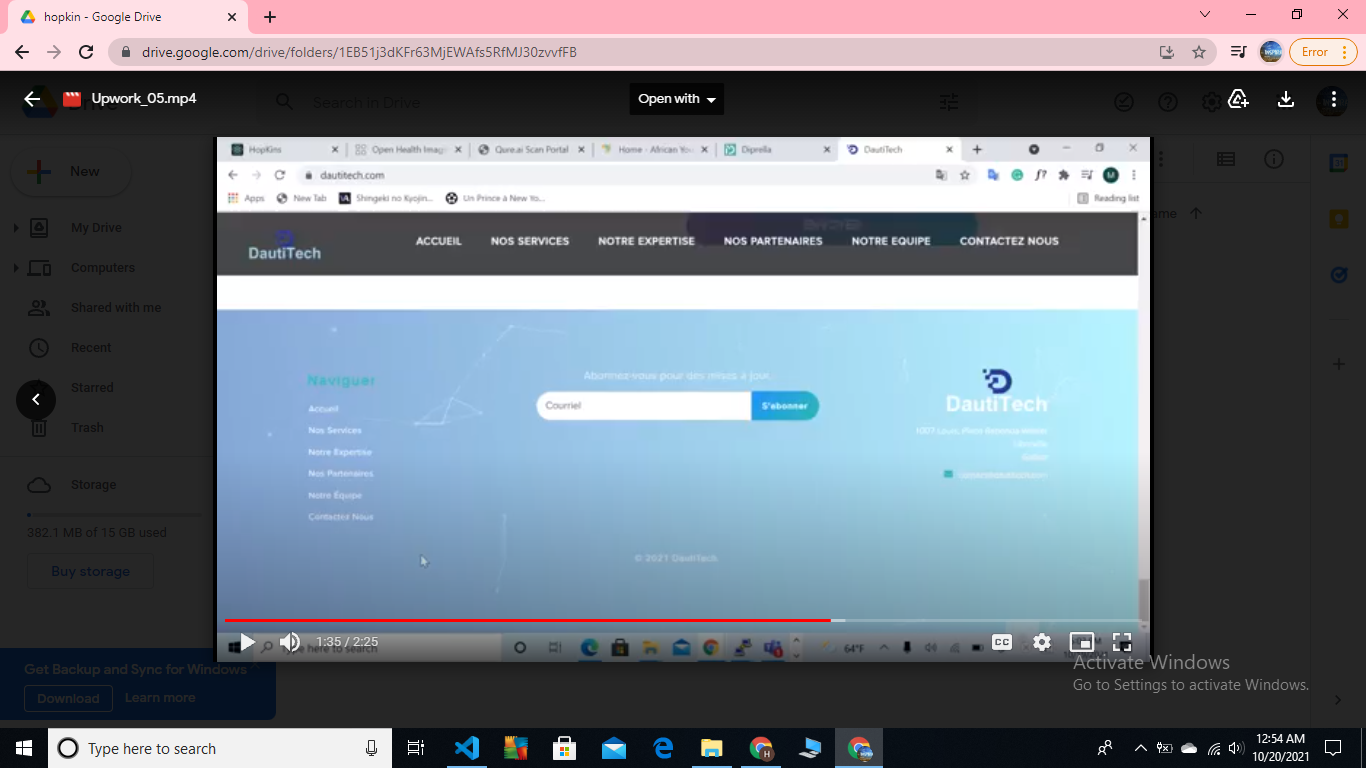 hopkin - Google Drive
drive.google.com/drive/folders/1EB51j3dKFr63MjEWAfs5RfMJ30zvvfFB
Error
Upwork_05.mp4
Search in Drive
Open with
New
My Drive
Computers
Shared with me
Recent
Starred
Trash
Storage
382.1 MB of 15 GB used
Buy storage
Get Backup and Sync for Windows
Download
Learn more
HopKins
Open Health Imag
Qure.ai Scan Portal
Home - African Yo
Diprella
DautiTech
dautitech.com
Apps
New Tab
Shingeki no Kyojin...
Un Prince à New Yo...
Reading list
DautiTech
ACCUEIL
NOS SERVICES
NOTRE EXPERTISE
NOS PARTENAIRES
NOTRE EQUIPE
CONTACTEZ NOUS
Naviguer
Accueil
Nos Services
Notre Expertise
Nos Partenaires
Notre Équipe
Contactez Nous
Abonnez-vous pour des mises à jour.
Courriel
S'abonner
DautiTech
© 2021 DautiTech
1:35 / 2:25
here to search
CC
64°F
Activate Windows
Go to Settings to activate Windows.
Type here to search
12:54 AM
10/20/2021